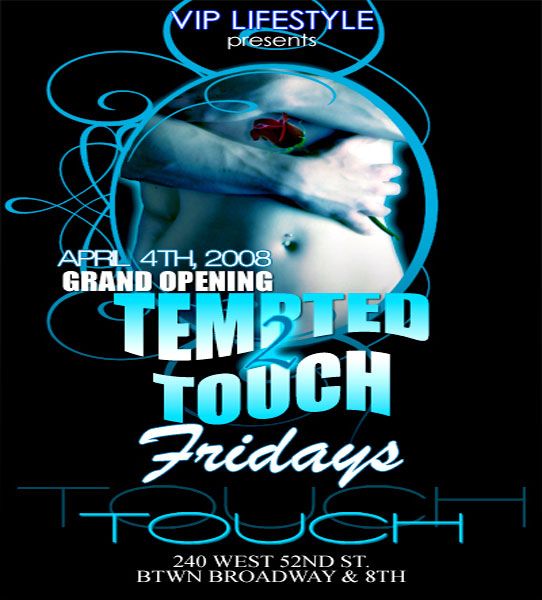 VIP LIFESTYLE
presents
APRIL 4TH, 2008
GRAND OPENING
TEMPTED
2
TOUCH
Fridays
TOUCH
TOUCH
240 WEST 52ND ST.
BTWN BROADWAY & 8TH